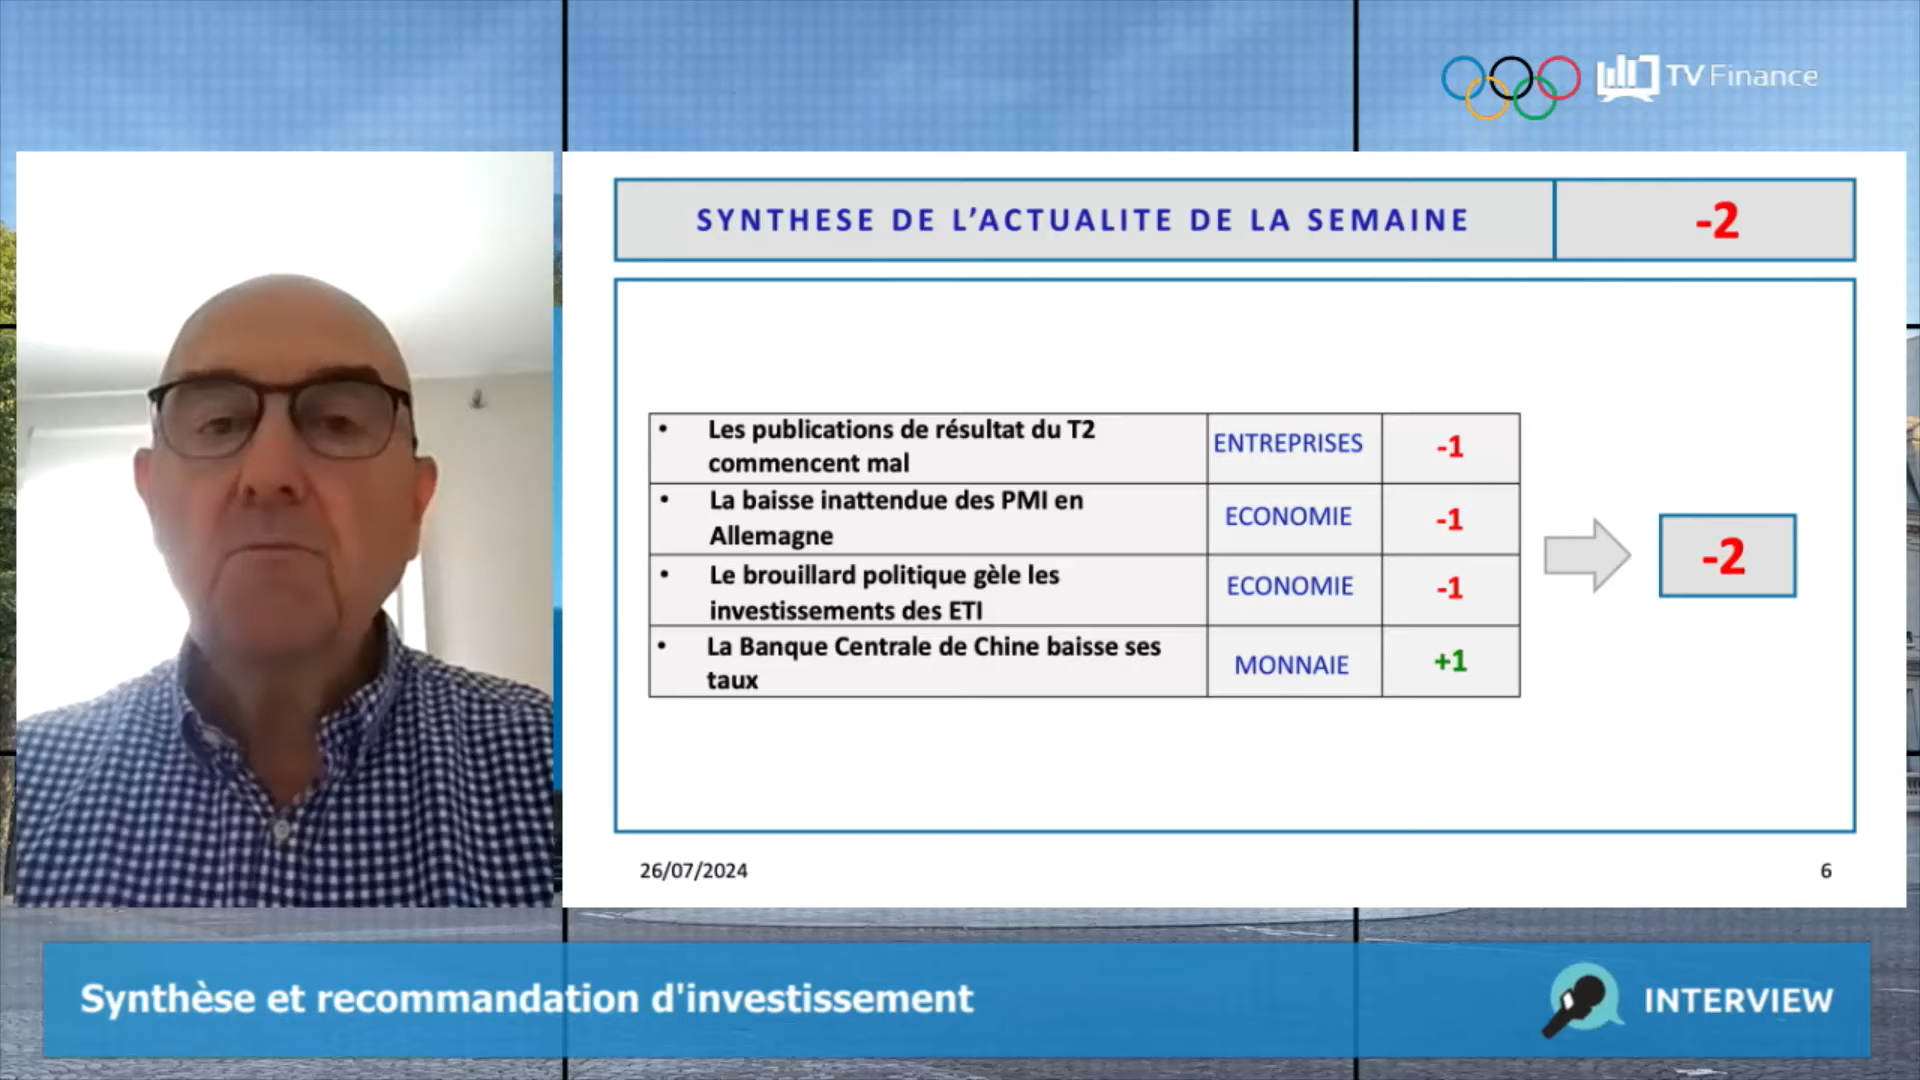 TV Finance
SYNTHESE DE L’ACTUALITE DE LA SEMAINE
-2
• Les publications de résultat du T2
commencent mal
ENTREPRISES
-1
• La baisse inattendue des PMI en
Allemagne
ECONOMIE
-1
• Le brouillard politique gèle les
investissements des ETI
ECONOMIE
-1
• La Banque Centrale de Chine baisse ses
taux
MONNAIE
+1
-2
26/07/2024
6
Synthèse et recommandation d'investissement
INTERVIEW